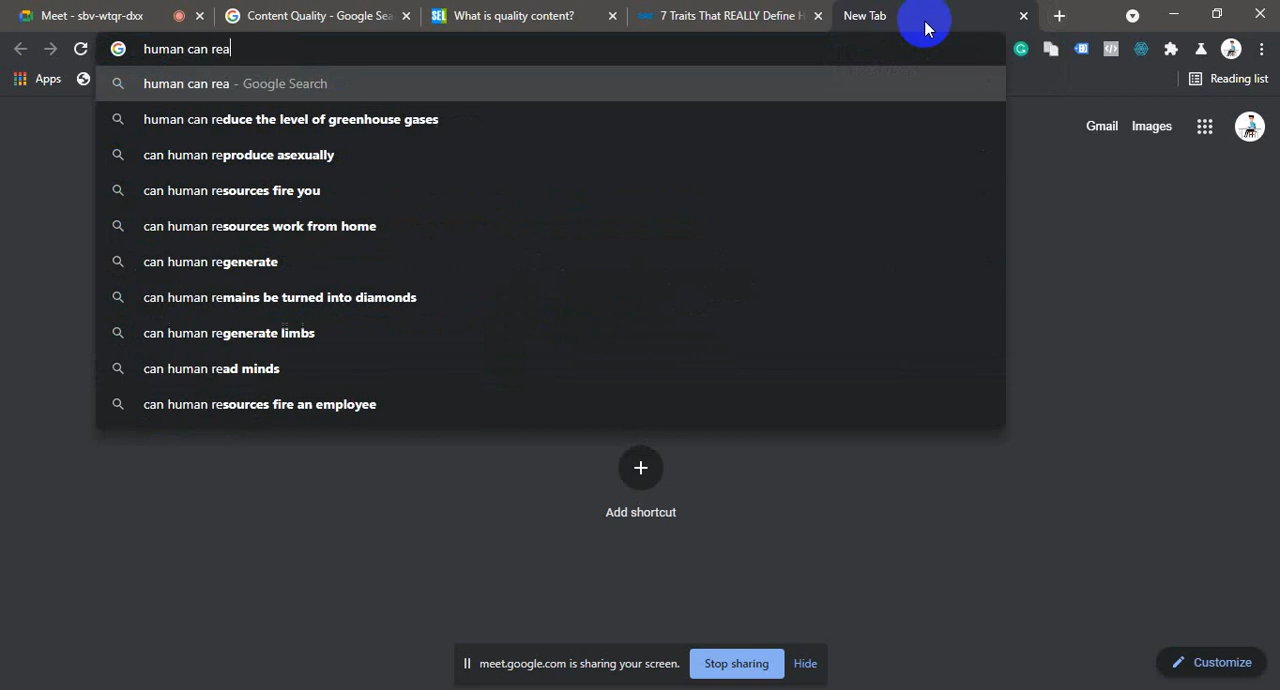 Meet - sbv-wtqr-dxx
Content Quality - Google Sea
SEL What is quality content?
7 Traits That REALLY Define H
New Tab
human can rea
Apps
Reading list
human can rea - Google Search
human can reduce the level of greenhouse gases
can human reproduce asexually
can human resources fire you
can human resources work from home
can human regenerate
can human remains be turned into diamonds
can human regenerate limbs
can human read minds
can human resources fire an employee
Gmail Images
Add shortcut
meet.google.com is sharing your screen. Stop sharing Hide
Customize